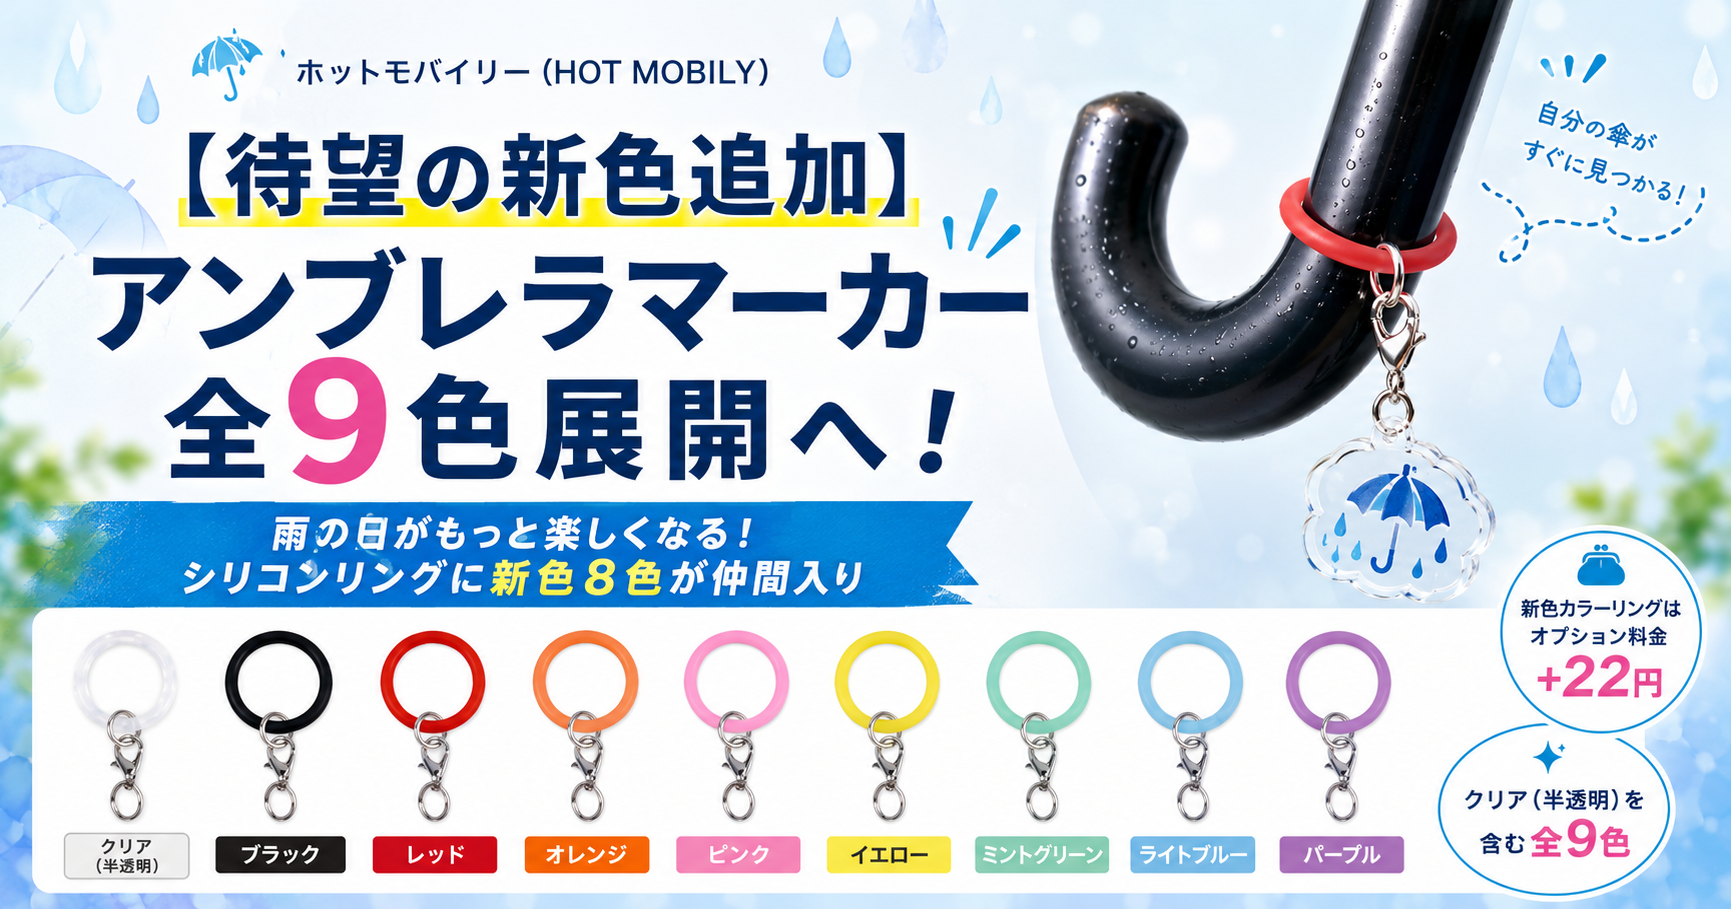 ホットモバイリー（HOT MOBILY）
【待望の新色追加】
アンブレラマーカー
全9色展開へ！
雨の日がもっと楽しくなる！
シリコンリングに新色8色が仲間入り
自分の傘が
すぐに見つかる！
新色カラーリングは
オプション料金
+22円
クリア（半透明）を
含む全9色
クリア
（半透明）
ブラック
レッド
オレンジ
ピンク
イエロー
ミントグリーン
ライトブルー
パープル